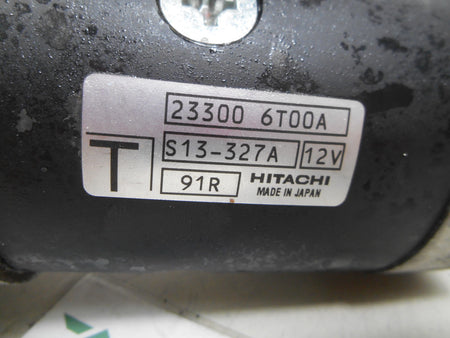 23300 6T00A
T
S13-327A 12V
91R HITACHI
MADE IN JAPAN